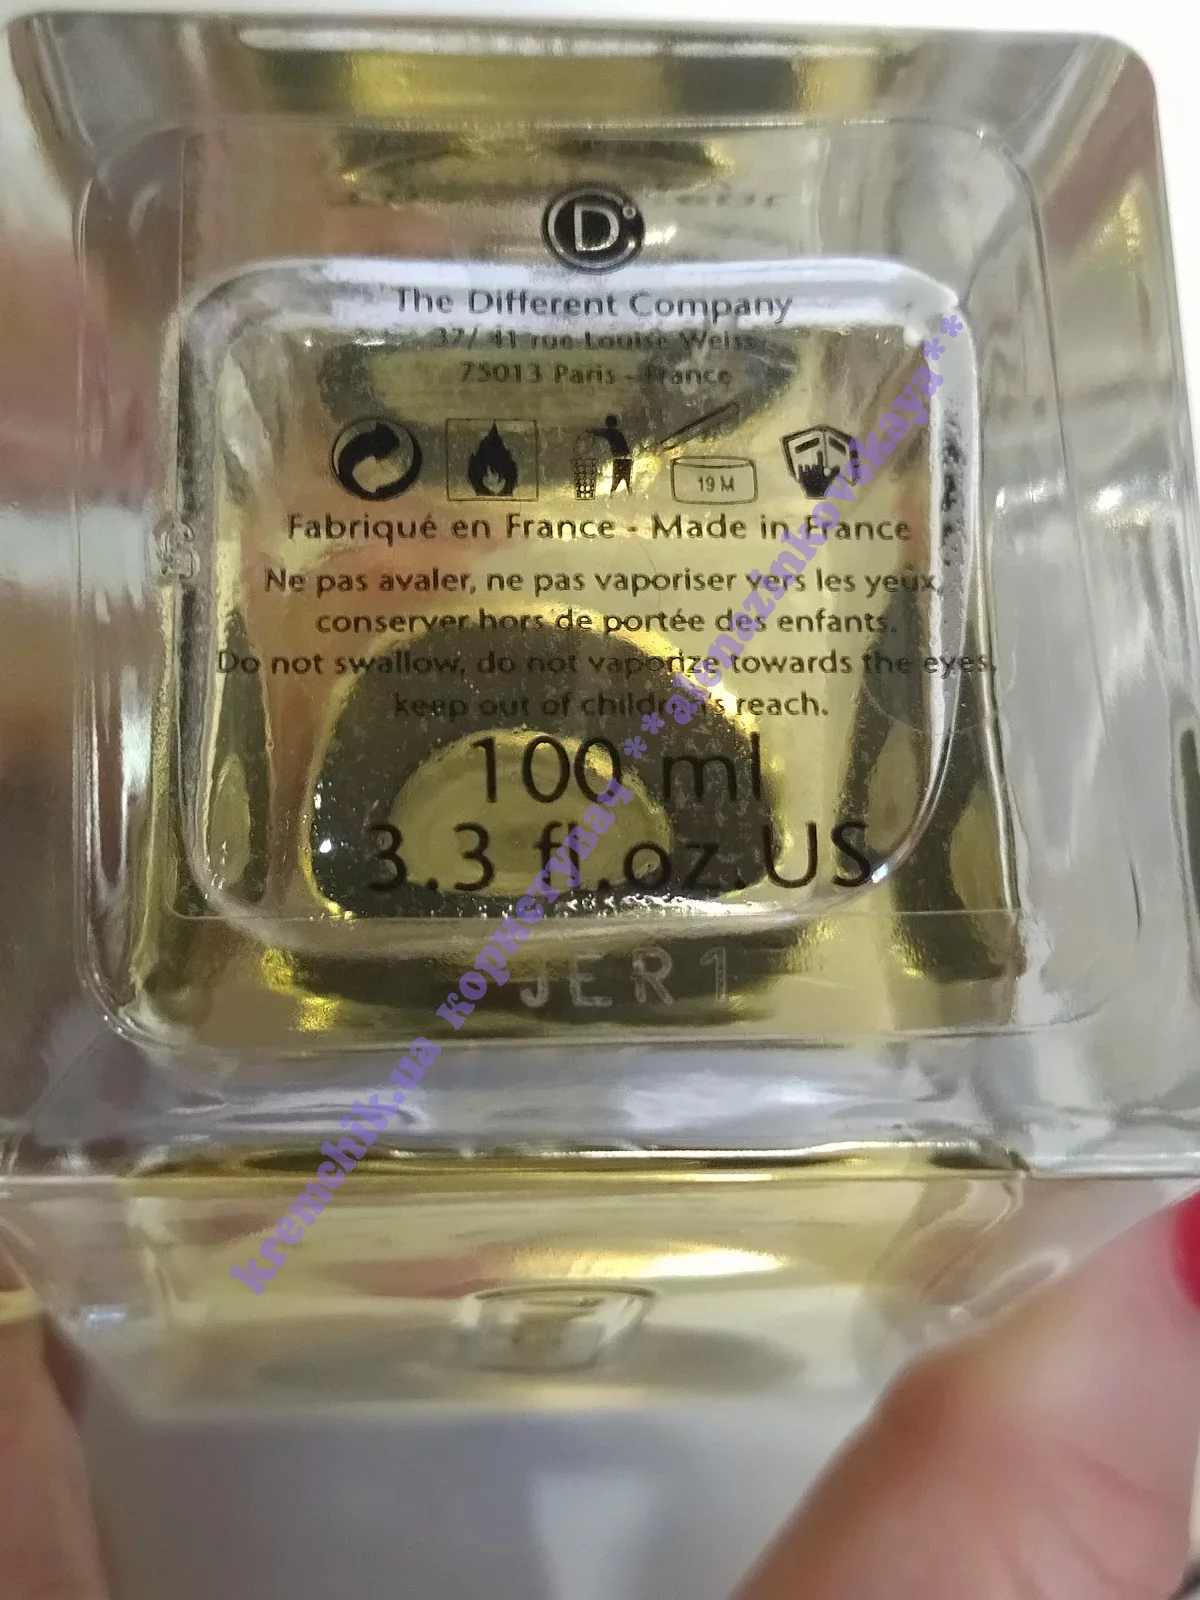 D°
The Different Company
37/ 41 rue Louise Weiss
75013 Paris - France
19 M
Fabriqué en France - Made in France
Ne pas avaler, ne pas vaporiser vers les yeux,
conserver hors de portée des enfants.
Do not swallow, do not vaporize towards the eyes,
keep out of children's reach.
100 ml
3.3 fl.oz.US
JER1
kremchik.ua користувач **alenazinkovskaya**